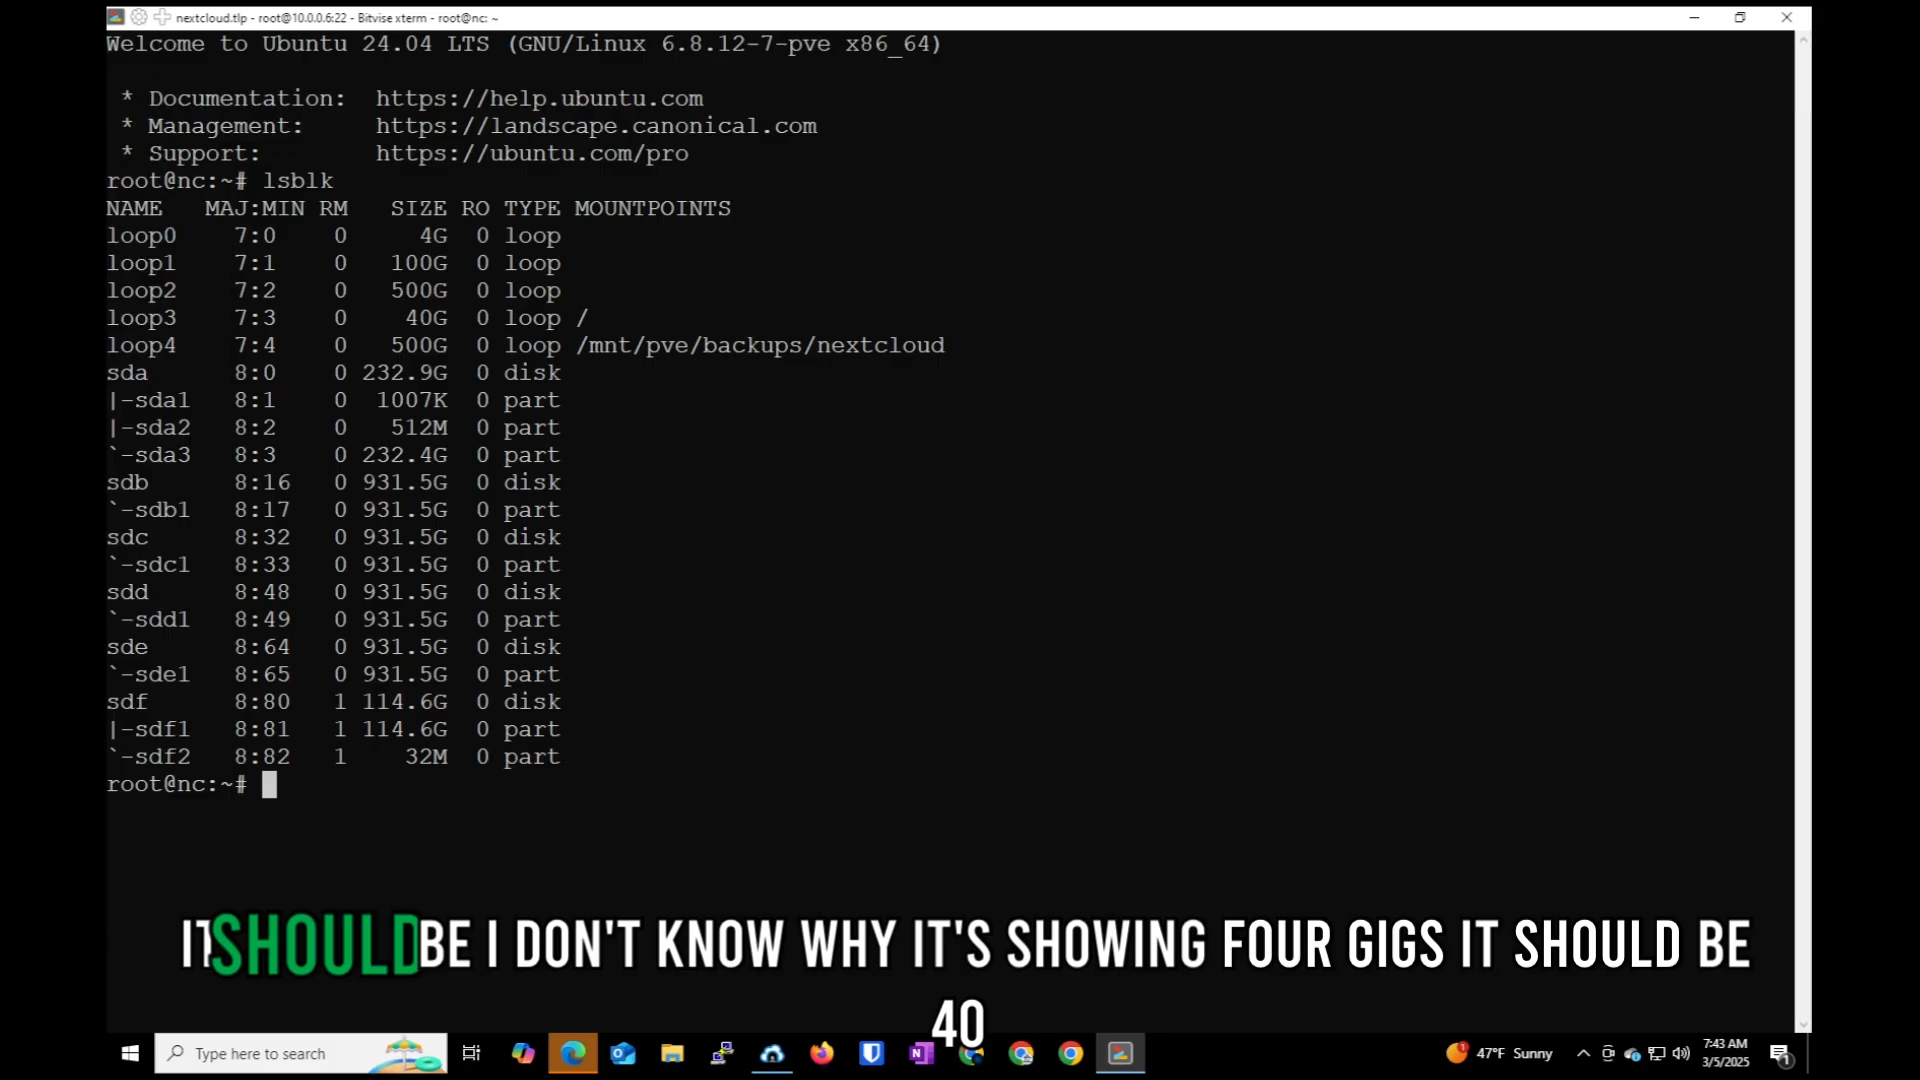 nextcloud.tlp - root@10.0.0.6:22 - Bitvise xterm - root@nc: ~
Welcome to Ubuntu 24.04 LTS (GNU/Linux 6.8.12-7-pve x86_64)
* Documentation:  https://help.ubuntu.com
* Management:     https://landscape.canonical.com
* Support:        https://ubuntu.com/pro
root@nc:~# lsblk
NAME   MAJ:MIN RM   SIZE RO TYPE MOUNTPOINTS
loop0    7:0    0     4G  0 loop
loop1    7:1    0   100G  0 loop
loop2    7:2    0   500G  0 loop
loop3    7:3    0    40G  0 loop /
loop4    7:4    0   500G  0 loop /mnt/pve/backups/nextcloud
sda      8:0    0 232.9G  0 disk
|-sda1   8:1    0  1007K  0 part
|-sda2   8:2    0   512M  0 part
`-sda3   8:3    0 232.4G  0 part
sdb      8:16   0 931.5G  0 disk
`-sdb1   8:17   0 931.5G  0 part
sdc      8:32   0 931.5G  0 disk
`-sdc1   8:33   0 931.5G  0 part
sdd      8:48   0 931.5G  0 disk
`-sdd1   8:49   0 931.5G  0 part
sde      8:64   0 931.5G  0 disk
`-sde1   8:65   0 931.5G  0 part
sdf      8:80   1 114.6G  0 disk
|-sdf1   8:81   1 114.6G  0 part
`-sdf2   8:82   1    32M  0 part
root@nc:~#
IT SHOULD BE I DON'T KNOW WHY IT'S SHOWING FOUR GIGS IT SHOULD BE
40
Type here to search
47°F Sunny
7:43 AM
3/5/2025